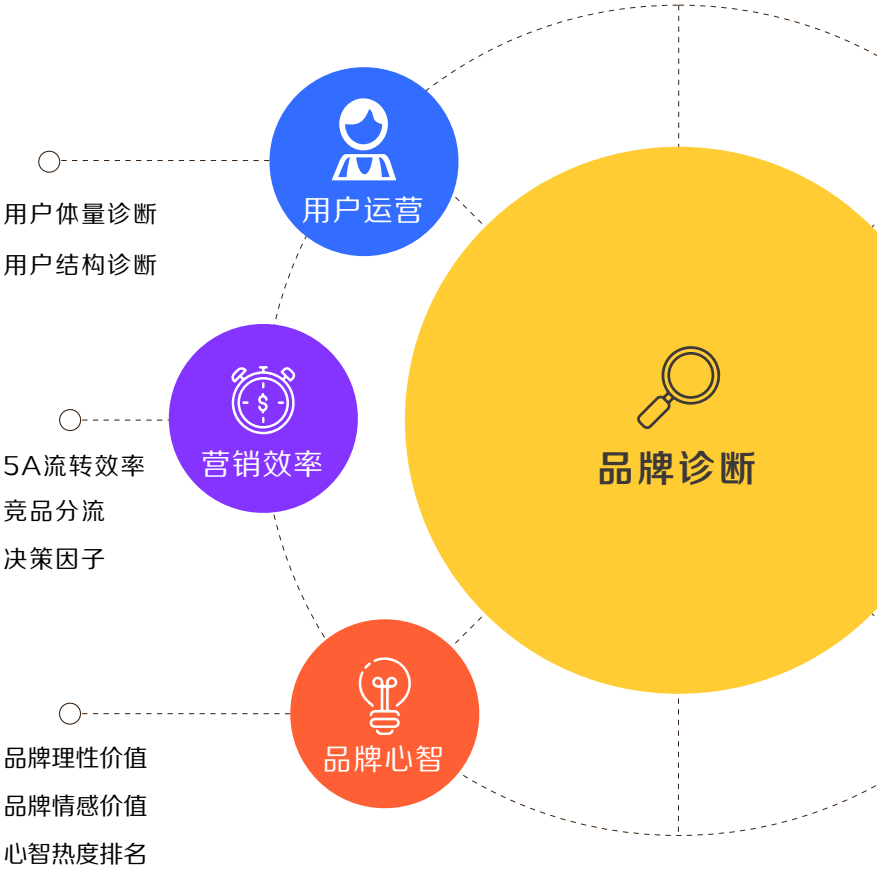 用户运营
用户体量诊断
用户结构诊断
营销效率
5A流转效率
竞品分流
决策因子
品牌诊断
品牌心智
品牌理性价值
品牌情感价值
心智热度排名